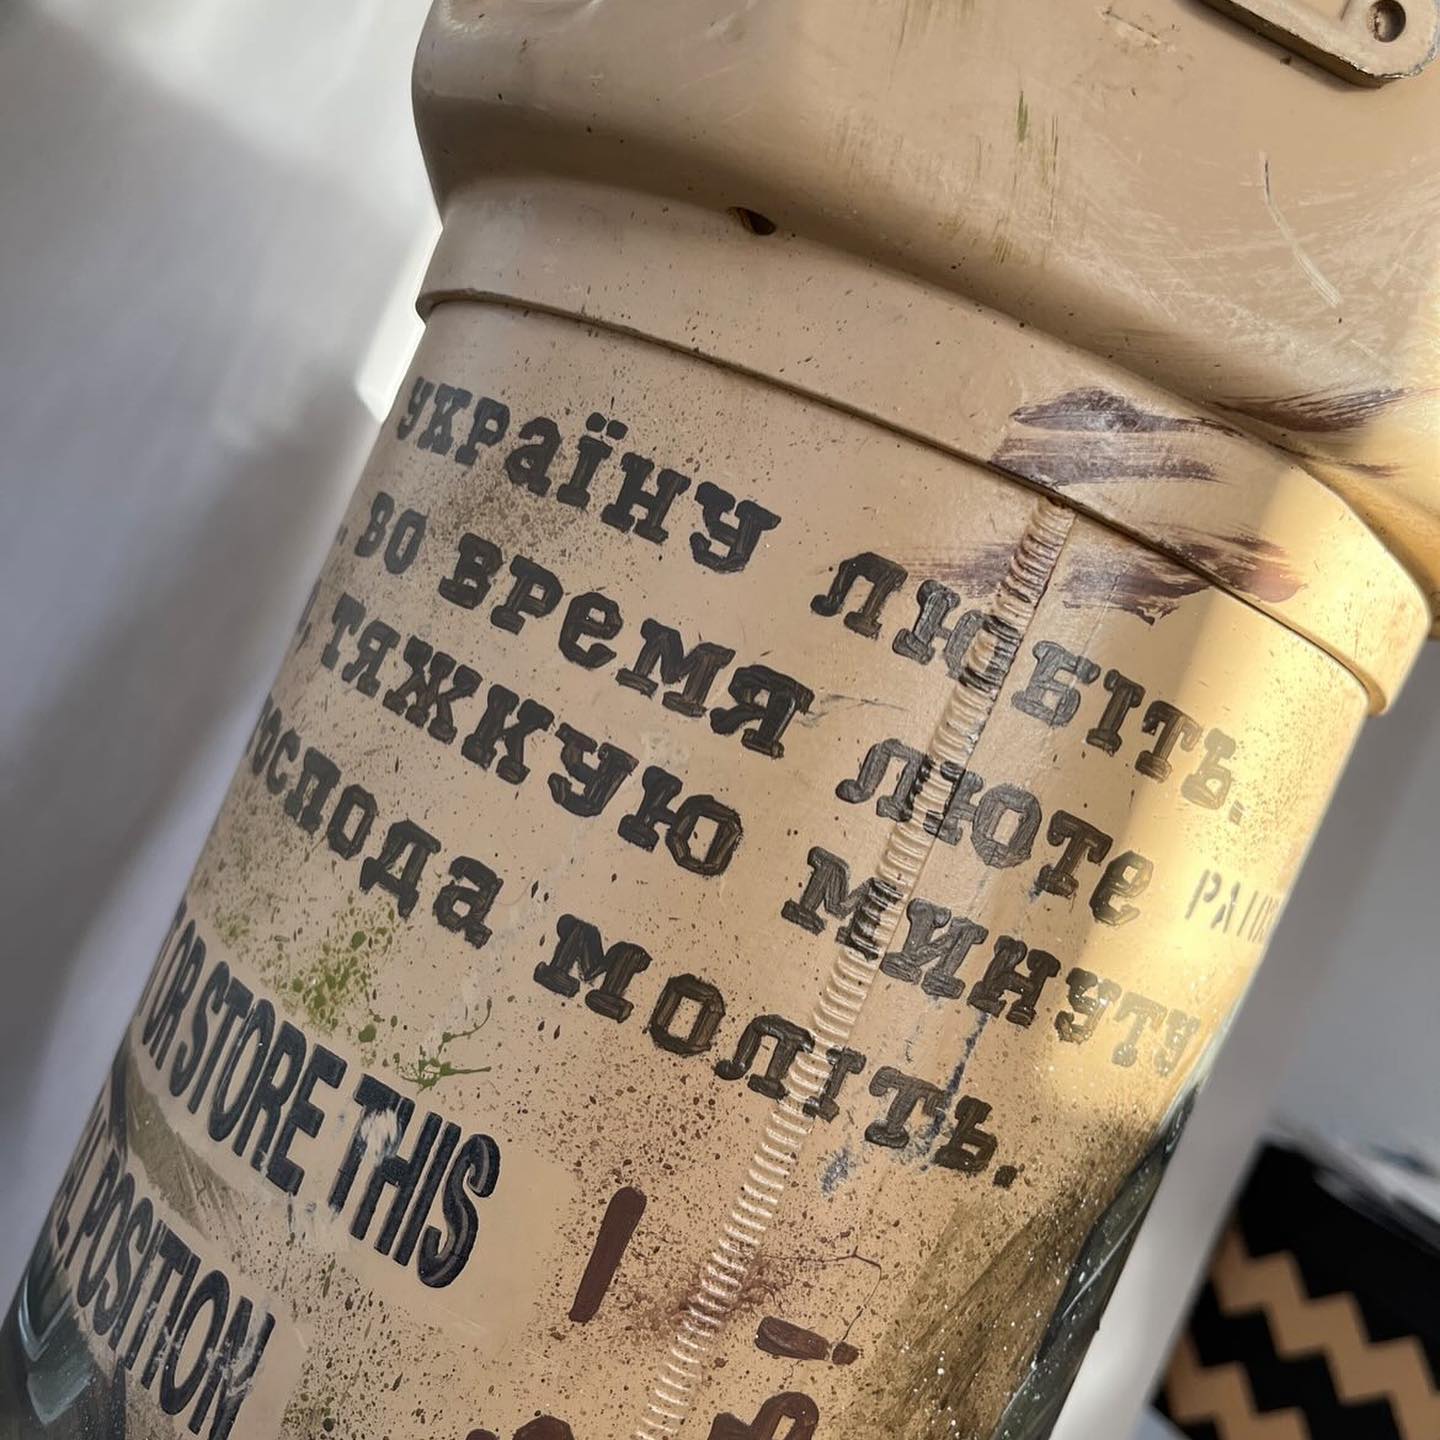 україну любіть.
во время люте
тяжкую минуту
господа моліть.
OR STORE THIS
POSITION